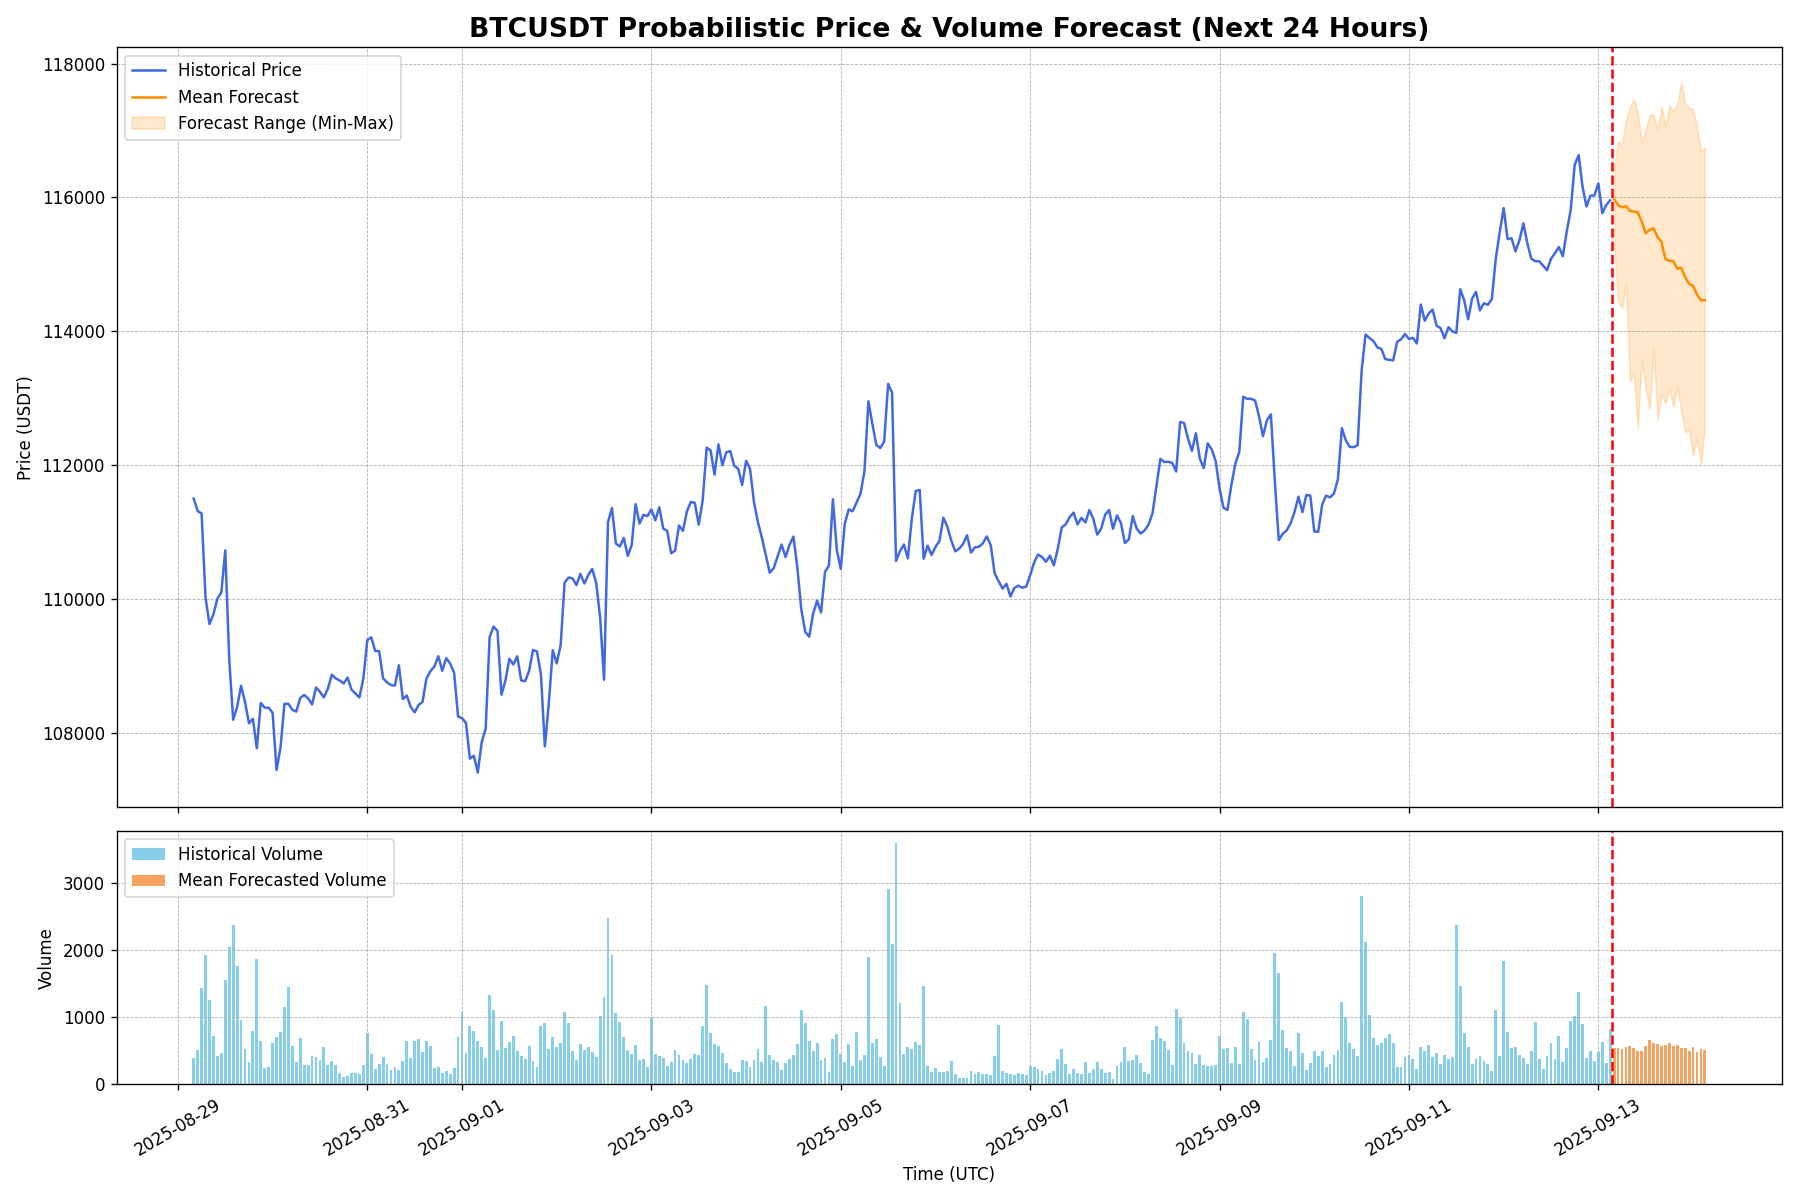 BTCUSDT Probabilistic Price & Volume Forecast (Next 24 Hours)
Historical Price
Mean Forecast
Forecast Range (Min-Max)
118000
116000
114000
112000
110000
108000
Price (USDT)
Historical Volume
Mean Forecasted Volume
3000
2000
1000
0
Volume
2025-08-29
2025-08-31
2025-09-01
2025-09-03
2025-09-05
2025-09-07
2025-09-09
2025-09-11
2025-09-13
Time (UTC)